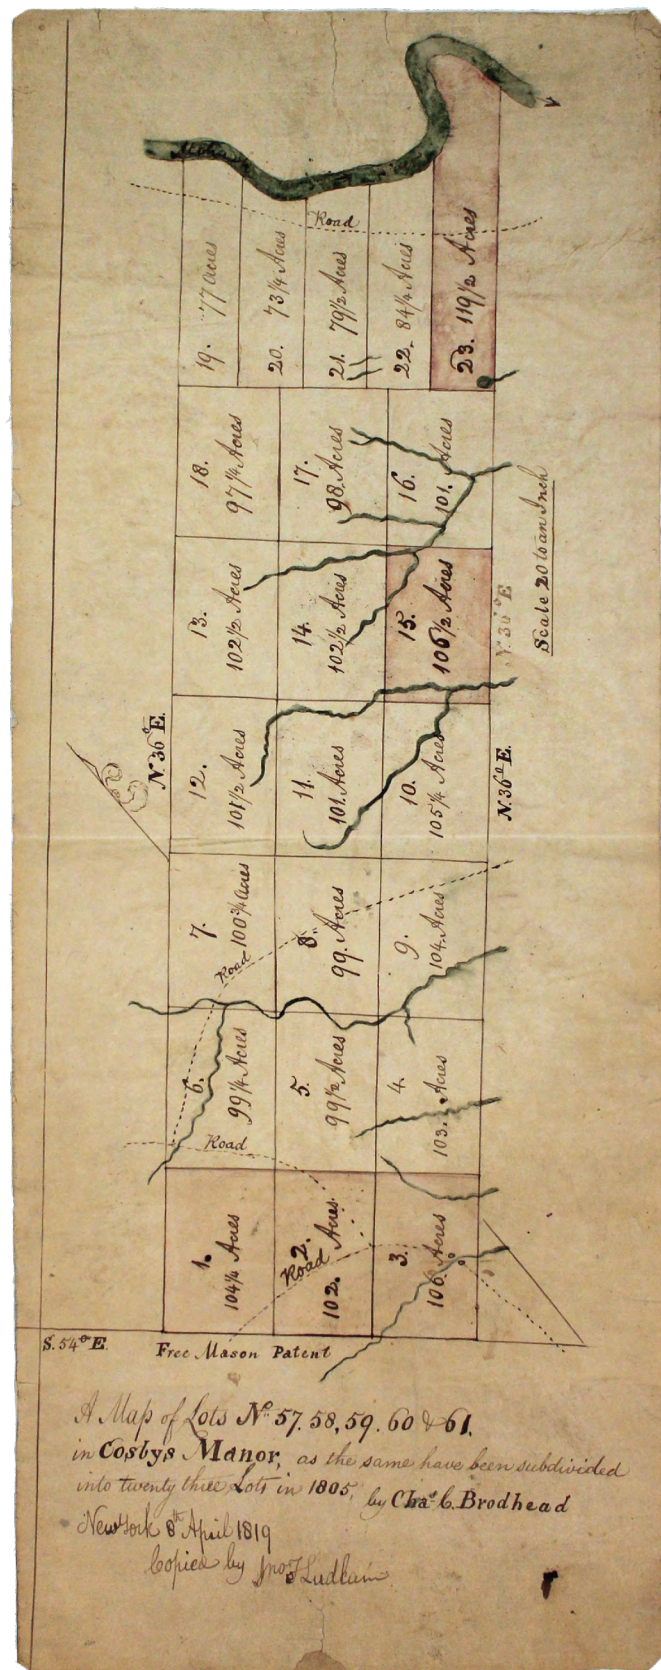 Road
19. 77 Acres
20. 73¼ Acres
21. 79½ Acres
22. 84¼ Acres
23. 119½ Acres
18.
97¼ Acres
17.
98. Acres
16.
101. Acres
13.
102½ Acres
14.
102½ Acres
15.
106½ Acres
N. 36° E
Scale 20 to an Inch
N. 36° E.
12.
101½ Acres
11.
101. Acres
10.
105¼ Acres
N. 36° E.
7.
100¾ Acres
Road
8.
99. Acres
9.
104. Acres
6.
99¼ Acres
Road
5.
99½ Acres
4.
103. Acres
1.
104¼ Acres
2.
Road
102. Acres
3.
106. Acres
S. 54° E.
Free Mason Patent
A Map of Lots No. 57. 58, 59. 60 & 61.
in Cosbys Manor, as the same have been subdivided
into twenty three Lots in 1805, by Chas. C. Brodhead
New York 8th April 1819
Copied by Jno F Ludlam